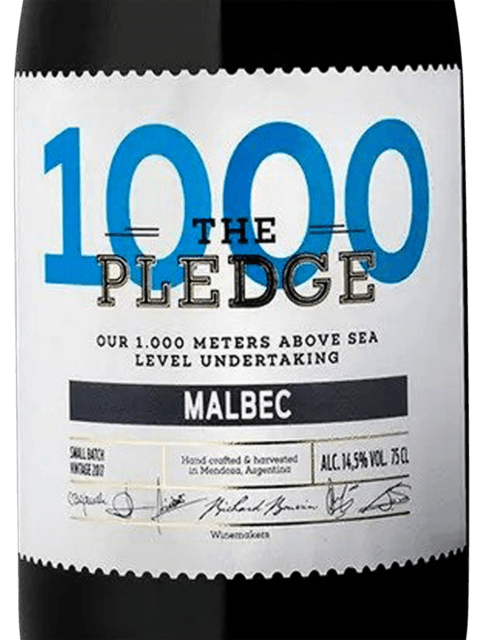 1000
THE
PLEDGE
OUR 1.000 METERS ABOVE SEA
LEVEL UNDERTAKING
MALBEC
SMALL BATCH
VINTAGE 2017
Hand crafted & harvested
in Mendoza, Argentina
ALC. 14,5% VOL. 75 CL
Richard
Winemakers